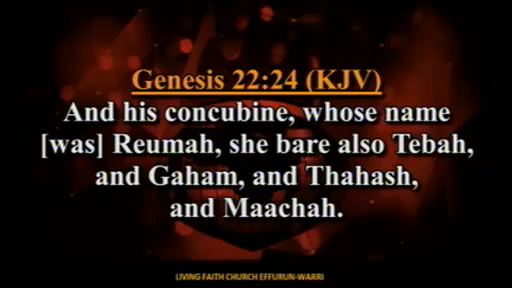 Genesis 22:24 (KJV)
And his concubine, whose name
[was] Reumah, she bare also Tebah,
and Gaham, and Thahash,
and Maachah.
LIVING FAITH CHURCH EFFURUN-WARRI